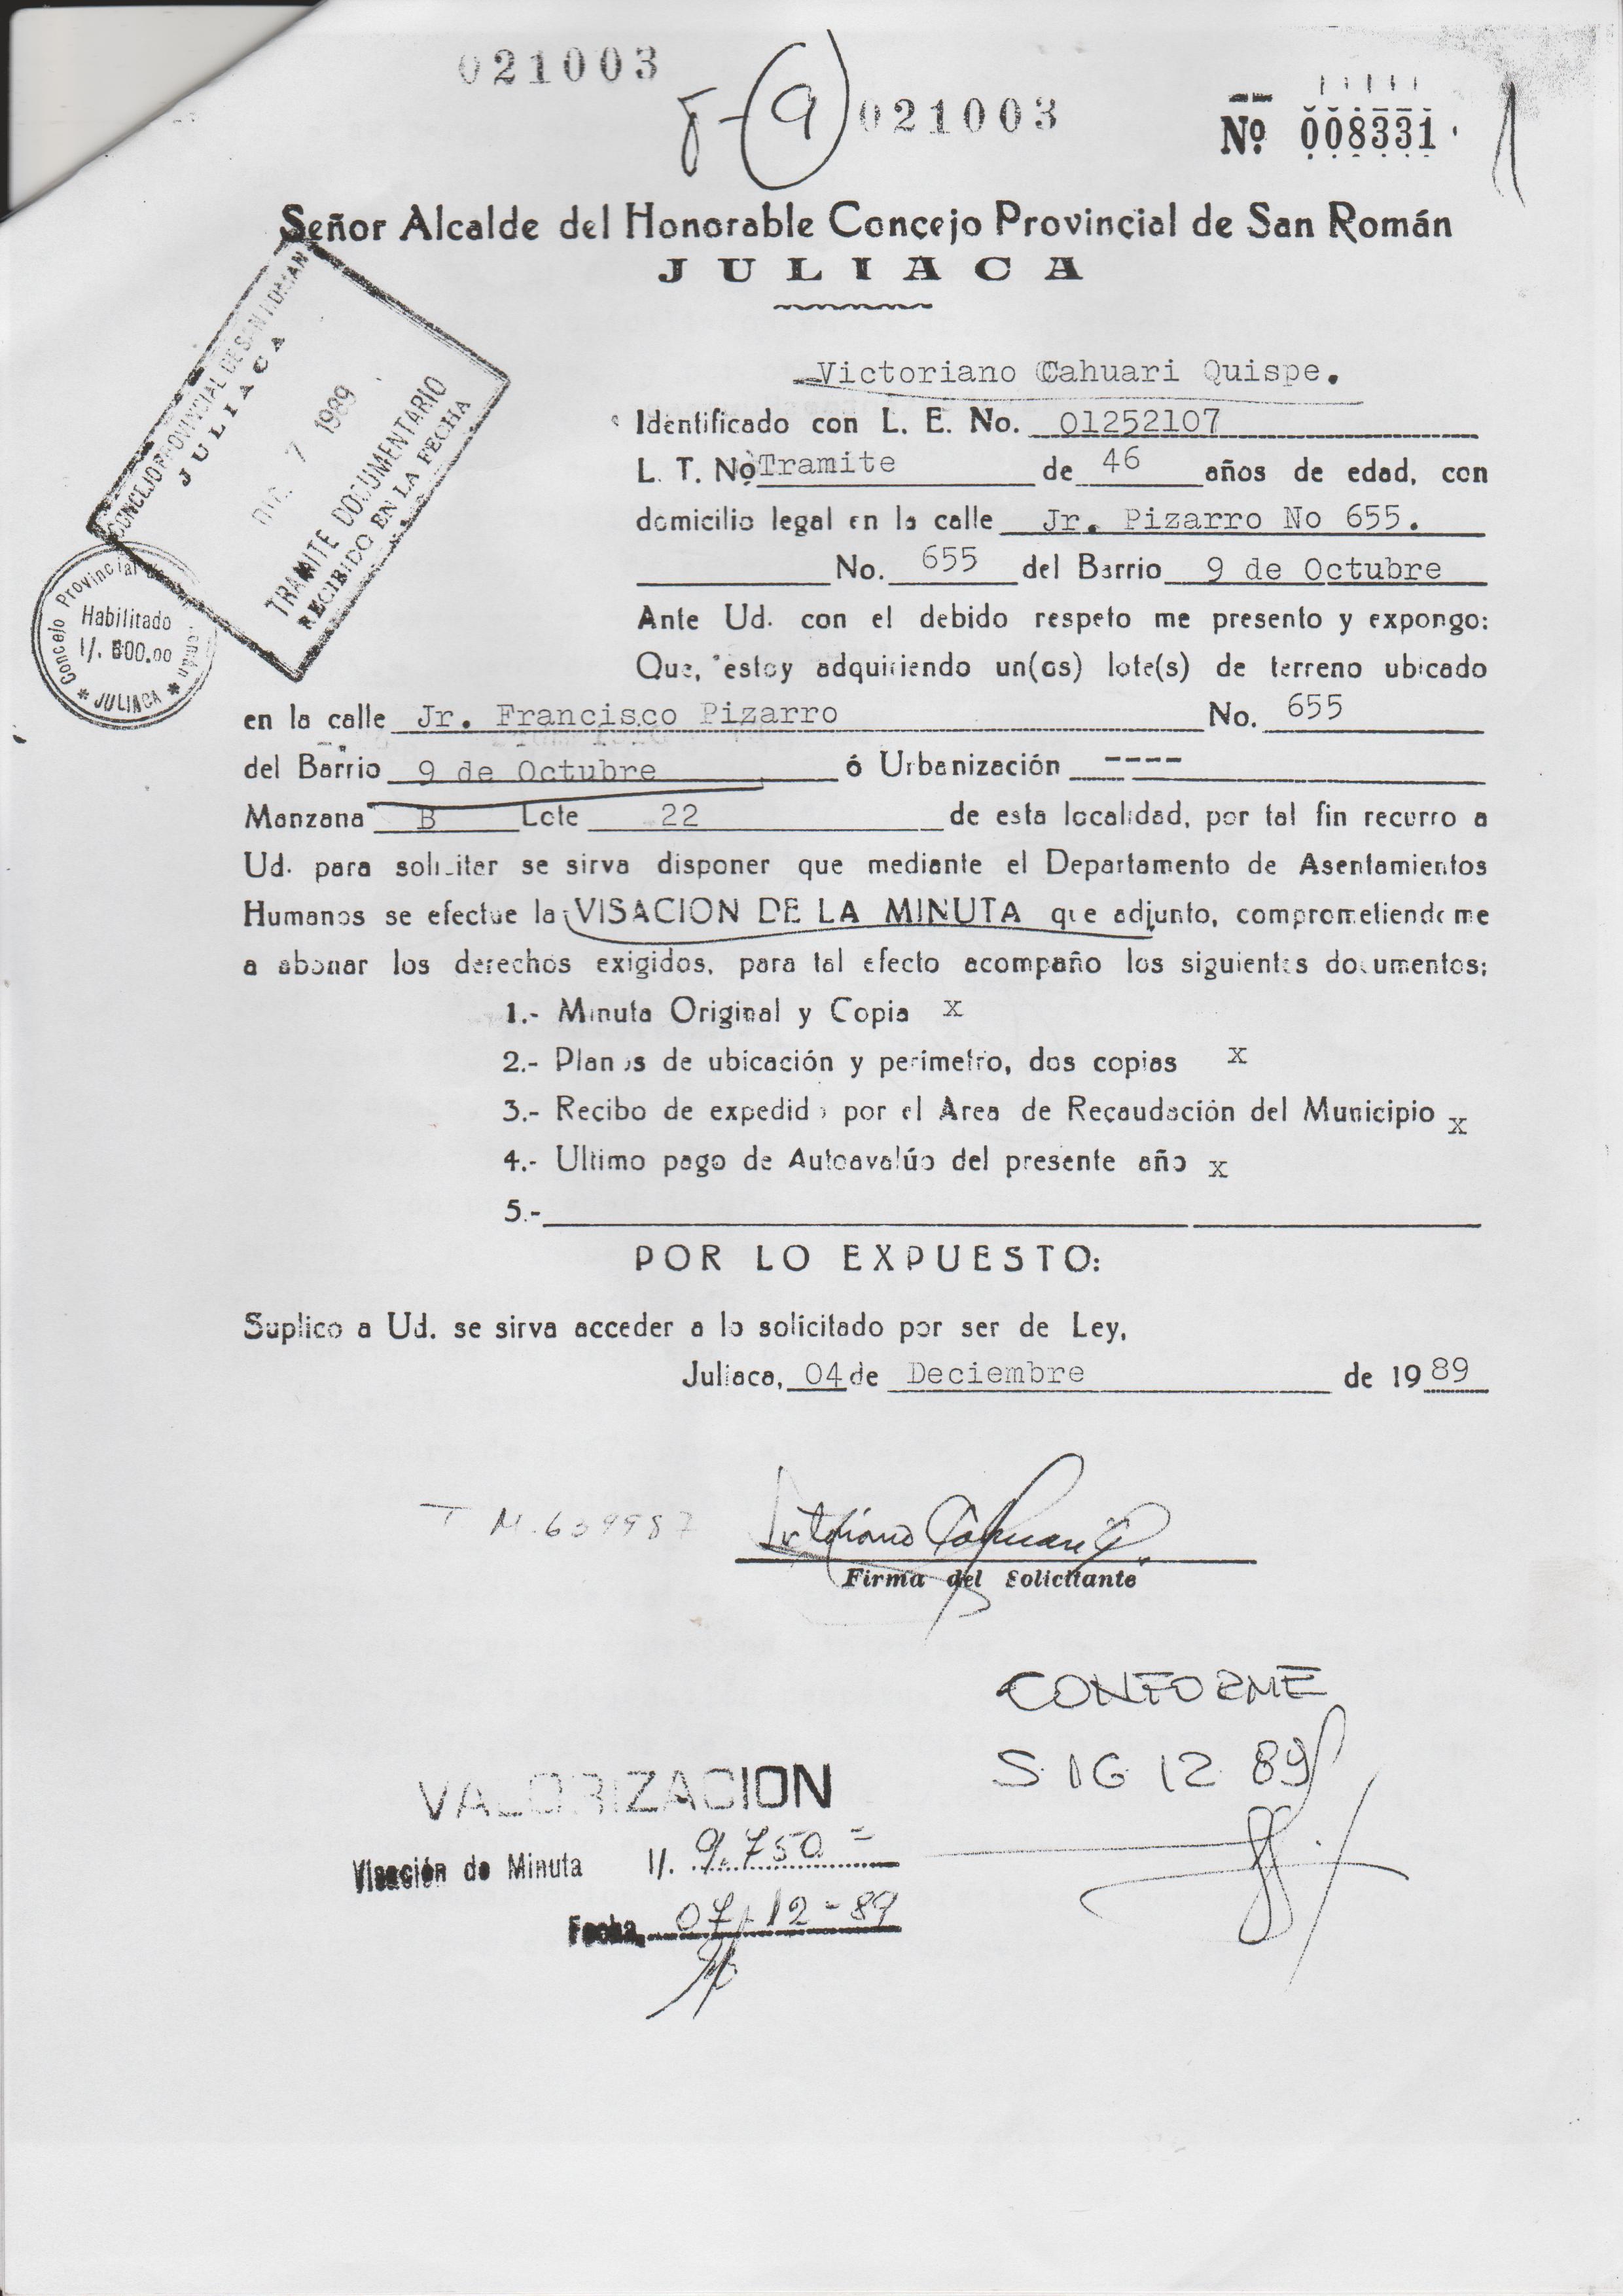 021003
8-(9) 021003
Nº 008331
1
Señor Alcalde del Honorable Concejo Provincial de San Román
JULIACA
CONCEJO PROVINCIAL DE SAN ROMAN
JULIACA
DIC. 7 1989
TRAMITE DOCUMENTARIO
RECIBIDO EN LA FECHA
Concejo Provincial de San Román
Habilitado
I/. 500.00
* JULIACA *
Victoriano Cahuari Quispe.
Identificado con L. E. No. 01252107
L. T. Nº Tramite de 46 años de edad, con
domicilio legal en la calle Jr. Pizarro No 655.
No. 655 del Barrio 9 de Octubre
Ante Ud. con el debido respeto me presento y expongo:
Que, estoy adquiriendo un(os) lote(s) de terreno ubicado
en la calle Jr. Francisco Pizarro No. 655
del Barrio 9 de Octubre ó Urbanización ----
Manzana B Lote 22 de esta localidad, por tal fin recurro a
Ud. para solicitar se sirva disponer que mediante el Departamento de Asentamientos
Humanos se efectue la VISACION DE LA MINUTA que adjunto, comprometiendome
a abonar los derechos exigidos, para tal efecto acompaño los siguientes documentos:
1.- Minuta Original y Copia x
2.- Planos de ubicación y perimetro, dos copias x
3.- Recibo de expedido por el Area de Recaudación del Municipio x
4.- Ultimo pago de Autoavalúo del presente año x
5.-
POR LO EXPUESTO:
Suplico a Ud. se sirva acceder a lo solicitado por ser de Ley,
Juliaca, 04 de Deciembre de 1989
T M. 639987
Victoriano Cahuari Q.
Firma del Solicitante
CONFORME
S. 16 12 89
VALORIZACION
Visación de Minuta I/. 9.750=
Fecha 07-12-89